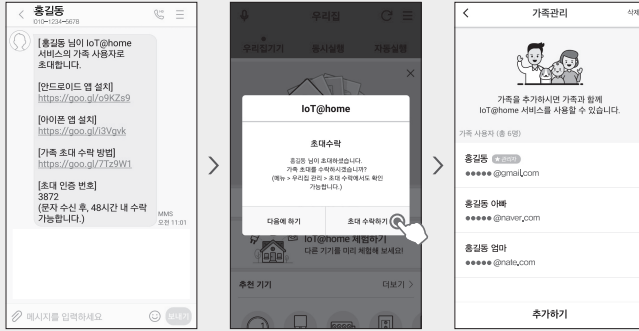 홍길동
010-1234-5678
[홍길동 님이 IoT@home
서비스의 가족 사용자로
초대합니다.
[안드로이드 앱 설치]
https://goo.gl/o9KZs9
[아이폰 앱 설치]
https://goo.gl/i3Vgvk
[가족 초대 수락 방법]
https://goo.gl/7Tz9W1
[초대 인증 번호]
3872
(문자 수신 후, 48시간 내 수락
가능합니다.)
MMS
오전 11:01
메시지를 입력하세요
보내기
우리집
우리집기기 동시실행 자동실행
IoT@home
초대수락
홍길동 님이 초대하셨습니다.
가족 초대를 수락하시겠습니까?
(메뉴 > 우리집 관리 > 초대 수락에서도 확인
가능합니다.)
다음에 하기 초대 수락하기
IoT@home 체험하기
다른 기기를 미리 체험해 보세요!
추천 기기 더보기 >
가족관리
삭제
가족을 추가하시면 가족과 함께
IoT@home 서비스를 사용할 수 있습니다.
가족 사용자 (총 6명)
홍길동 ★관리자
●●●●● @gmail.com
홍길동 아빠
●●●●● @naver.com
홍길동 엄마
●●●●● @nate.com
추가하기